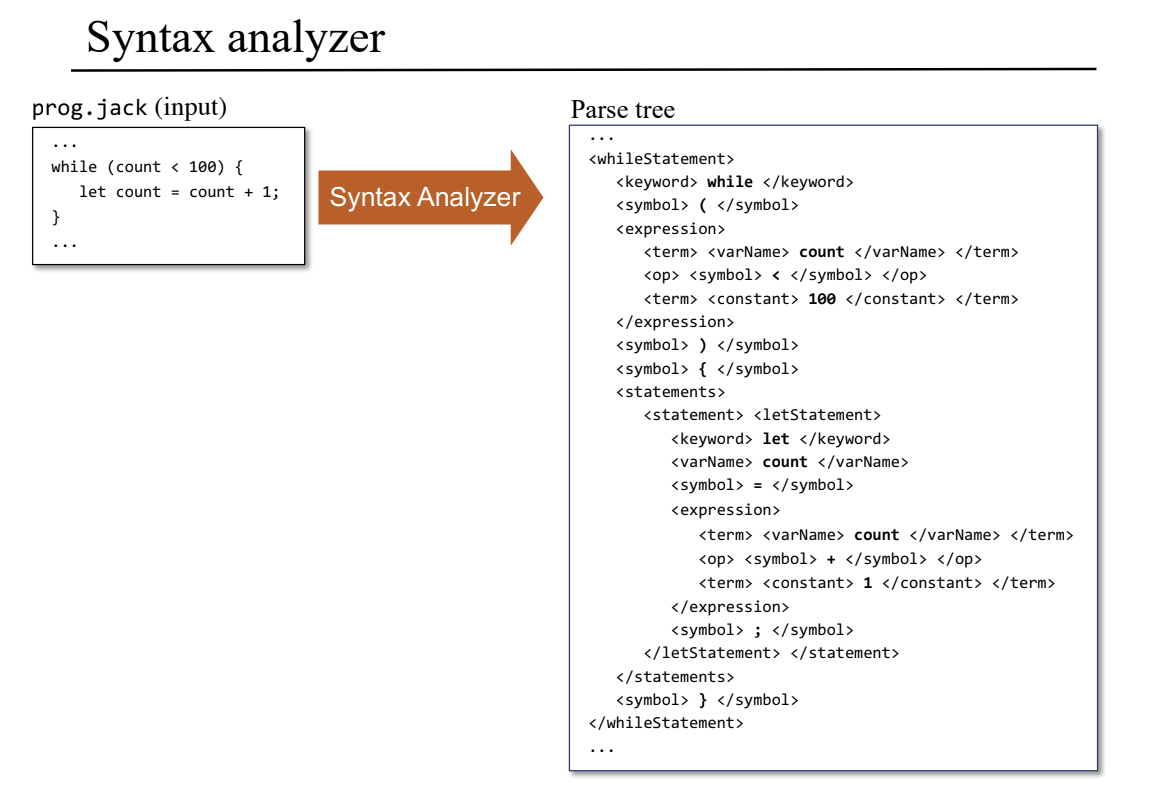 Syntax analyzer
prog.jack (input)
...
while (count < 100) {
   let count = count + 1;
}
...
Syntax Analyzer
Parse tree
...
<whileStatement>
   <keyword> while </keyword>
   <symbol> ( </symbol>
   <expression>
      <term> <varName> count </varName> </term>
      <op> <symbol> < </symbol> </op>
      <term> <constant> 100 </constant> </term>
   </expression>
   <symbol> ) </symbol>
   <symbol> { </symbol>
   <statements>
      <statement> <letStatement>
         <keyword> let </keyword>
         <varName> count </varName>
         <symbol> = </symbol>
         <expression>
            <term> <varName> count </varName> </term>
            <op> <symbol> + </symbol> </op>
            <term> <constant> 1 </constant> </term>
         </expression>
         <symbol> ; </symbol>
      </letStatement> </statement>
   </statements>
   <symbol> } </symbol>
</whileStatement>
...